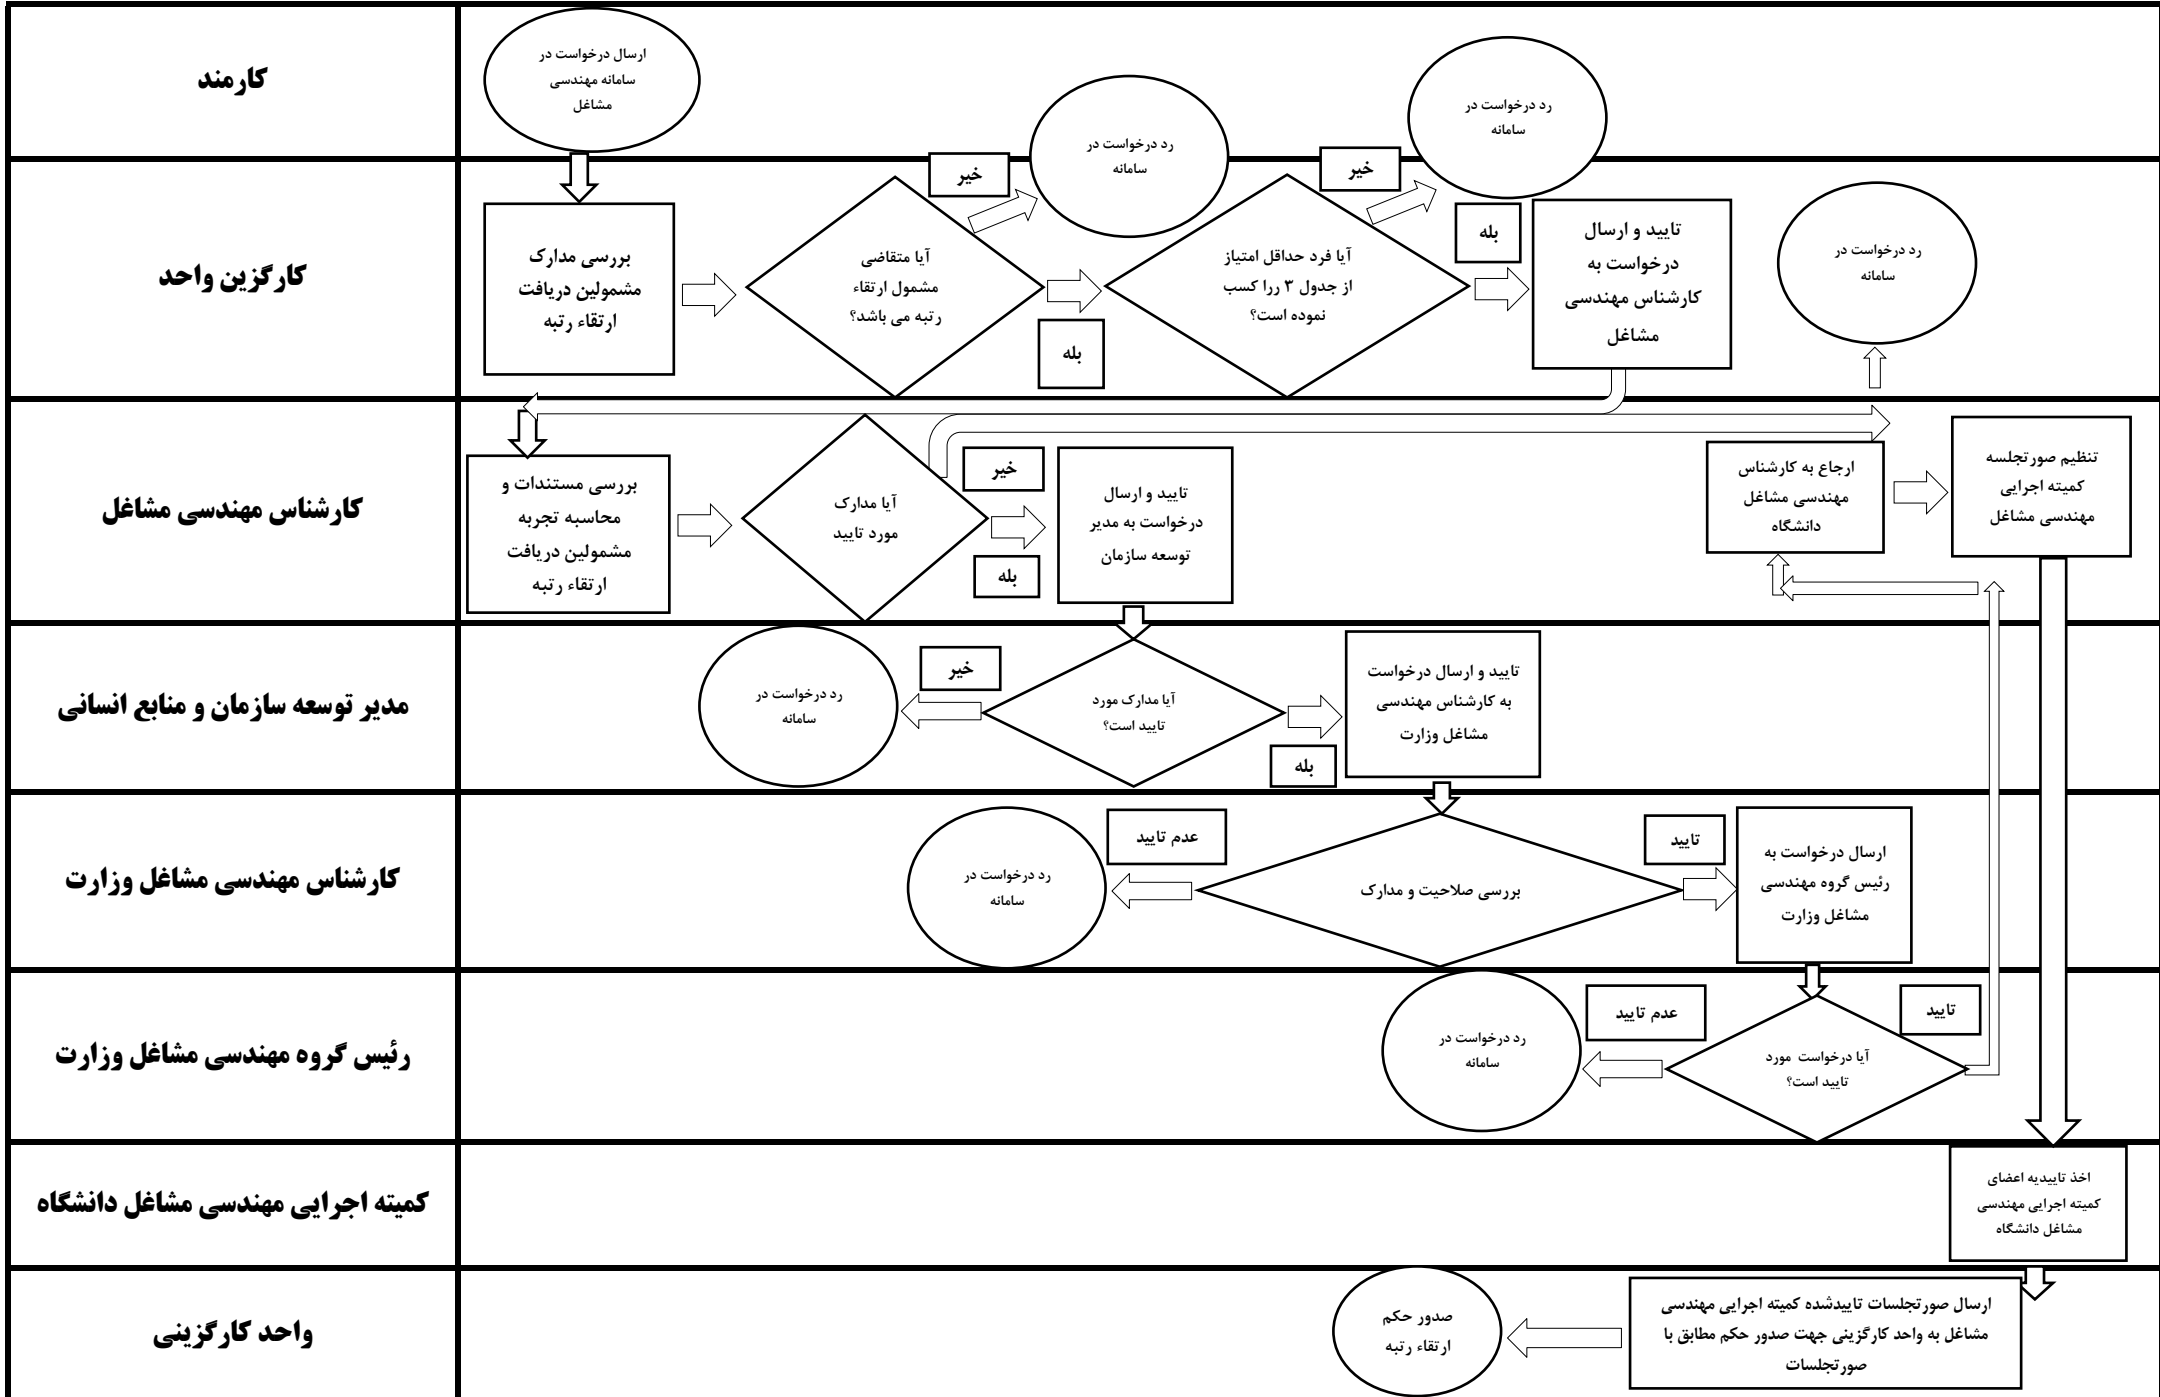 کارمند
ارسال درخواست در
سامانه مهندسی
مشاغل
رد درخواست در
سامانه
رد درخواست در
سامانه
کارگزین واحد
بررسی مدارک
مشمولین دریافت
ارتقاء رتبه
آیا متقاضی
مشمول ارتقاء
رتبه می باشد؟
خیر
بله
آیا فرد حداقل امتیاز
از جدول ۳ ررا کسب
نموده است؟
خیر
بله
تایید و ارسال
درخواست به
کارشناس مهندسی
مشاغل
رد درخواست در
سامانه
کارشناس مهندسی مشاغل
بررسی مستندات و
محاسبه تجربه
مشمولین دریافت
ارتقاء رتبه
آیا مدارک
مورد تایید
خیر
بله
تایید و ارسال
درخواست به مدیر
توسعه سازمان
ارجاع به کارشناس
مهندسی مشاغل
دانشگاه
تنظیم صورتجلسه
کمیته اجرایی
مهندسی مشاغل
مدیر توسعه سازمان و منابع انسانی
رد درخواست در
سامانه
خیر
آیا مدارک مورد
تایید است؟
بله
تایید و ارسال درخواست
به کارشناس مهندسی
مشاغل وزارت
کارشناس مهندسی مشاغل وزارت
رد درخواست در
سامانه
عدم تایید
بررسی صلاحیت و مدارک
تایید
ارسال درخواست به
رئیس گروه مهندسی
مشاغل وزارت
رئیس گروه مهندسی مشاغل وزارت
رد درخواست در
سامانه
عدم تایید
آیا درخواست مورد
تایید است؟
تایید
کمیته اجرایی مهندسی مشاغل دانشگاه
اخذ تاییدیه اعضای
کمیته اجرایی مهندسی
مشاغل دانشگاه
واحد کارگزینی
ارسال صورتجلسات تاییدشده کمیته اجرایی مهندسی
مشاغل به واحد کارگزینی جهت صدور حکم مطابق با
صورتجلسات
صدور حکم
ارتقاء رتبه